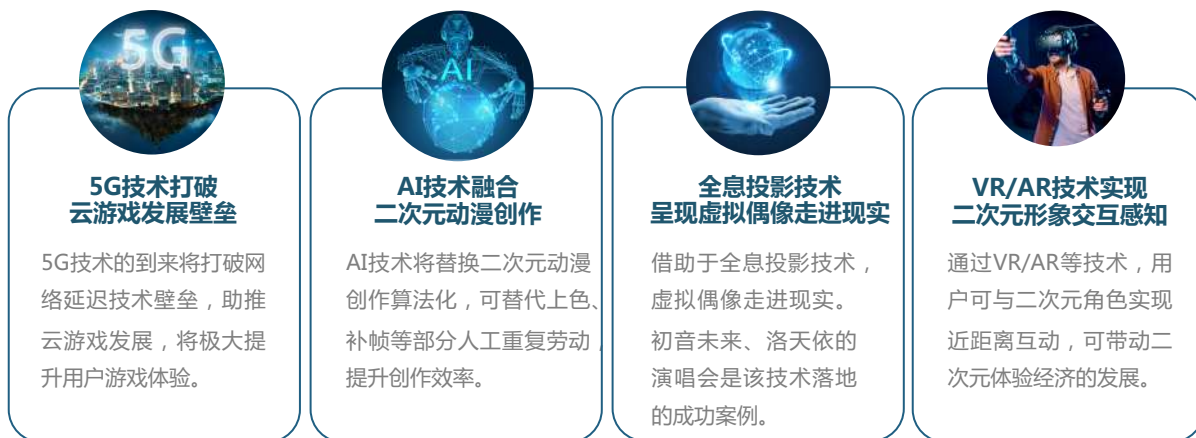 5G
5G技术打破
云游戏发展壁垒
5G技术的到来将打破网
络延迟技术壁垒，助推
云游戏发展，将极大提
升用户游戏体验。
AI
AI技术融合
二次元动漫创作
AI技术将替换二次元动漫
创作算法化，可替代上色、
补帧等部分人工重复劳动，
提升创作效率。
全息投影技术
呈现虚拟偶像走进现实
借助于全息投影技术，
虚拟偶像走进现实。
初音未来、洛天依的
演唱会是该技术落地
的成功案例。
VR/AR技术实现
二次元形象交互感知
通过VR/AR等技术，用
户可与二次元角色实现
近距离互动，可带动二
次元体验经济的发展。